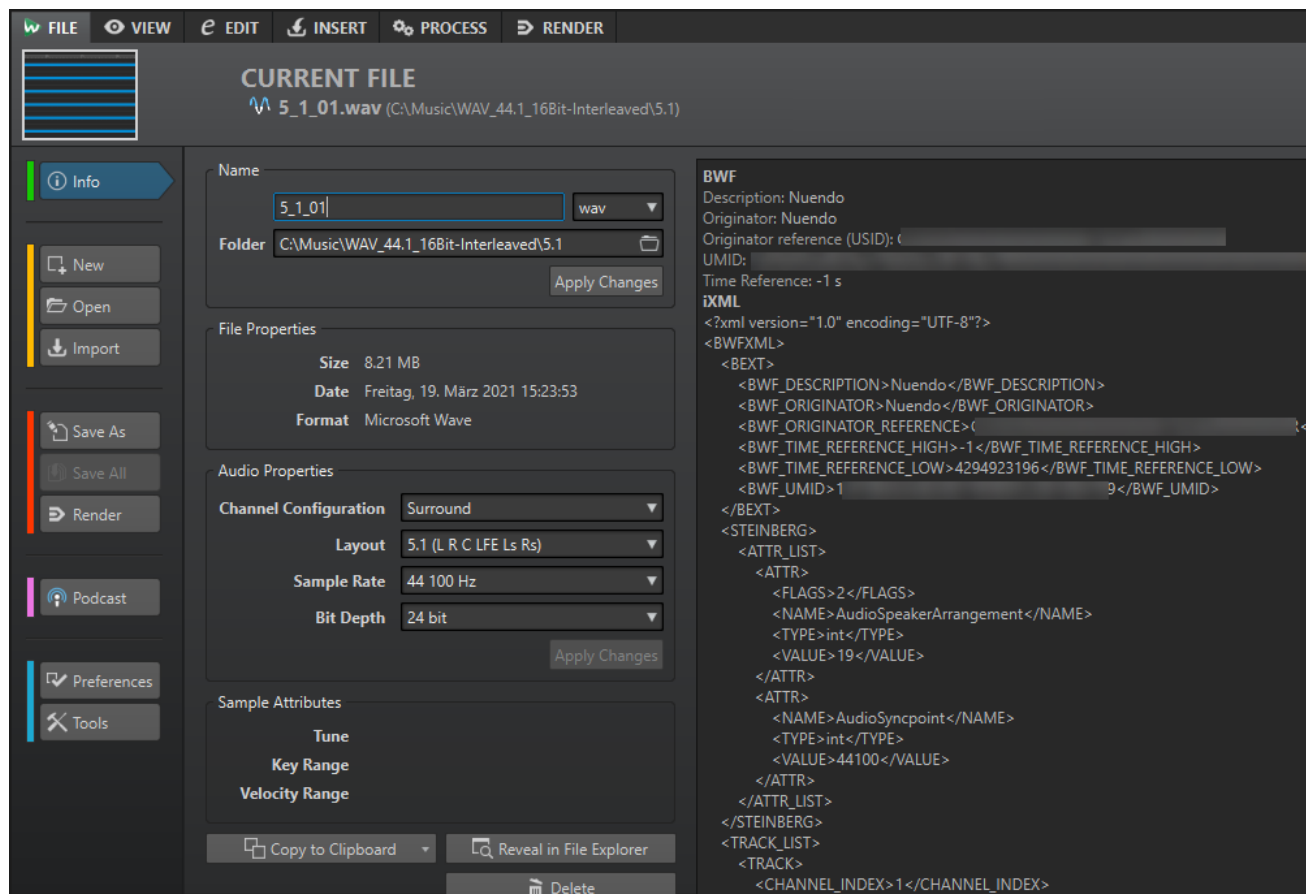 FILE VIEW EDIT INSERT PROCESS RENDER
CURRENT FILE
5_1_01.wav (C:\Music\WAV_44.1_16Bit-Interleaved\5.1)
Info
New
Open
Import
Save As
Save All
Render
Podcast
Preferences
Tools
Name
5_1_01 wav
Folder C:\Music\WAV_44.1_16Bit-Interleaved\5.1
Apply Changes
File Properties
Size 8.21 MB
Date Freitag, 19. März 2021 15:23:53
Format Microsoft Wave
Audio Properties
Channel Configuration Surround
Layout 5.1 (L R C LFE Ls Rs)
Sample Rate 44 100 Hz
Bit Depth 24 bit
Apply Changes
Sample Attributes
Tune
Key Range
Velocity Range
Copy to Clipboard Reveal in File Explorer
Delete
BWF
Description: Nuendo
Originator: Nuendo
Originator reference (USID):
UMID:
Time Reference: -1 s
iXML
<?xml version="1.0" encoding="UTF-8"?>
<BWFXML>
<BEXT>
<BWF_DESCRIPTION>Nuendo</BWF_DESCRIPTION>
<BWF_ORIGINATOR>Nuendo</BWF_ORIGINATOR>
<BWF_ORIGINATOR_REFERENCE>
<BWF_TIME_REFERENCE_HIGH>-1</BWF_TIME_REFERENCE_HIGH>
<BWF_TIME_REFERENCE_LOW>4294923196</BWF_TIME_REFERENCE_LOW>
<BWF_UMID>1 9</BWF_UMID>
</BEXT>
<STEINBERG>
<ATTR_LIST>
<ATTR>
<FLAGS>2</FLAGS>
<NAME>AudioSpeakerArrangement</NAME>
<TYPE>int</TYPE>
<VALUE>19</VALUE>
</ATTR>
<ATTR>
<NAME>AudioSyncpoint</NAME>
<TYPE>int</TYPE>
<VALUE>44100</VALUE>
</ATTR>
</ATTR_LIST>
</STEINBERG>
<TRACK_LIST>
<TRACK>
<CHANNEL_INDEX>1</CHANNEL_INDEX>